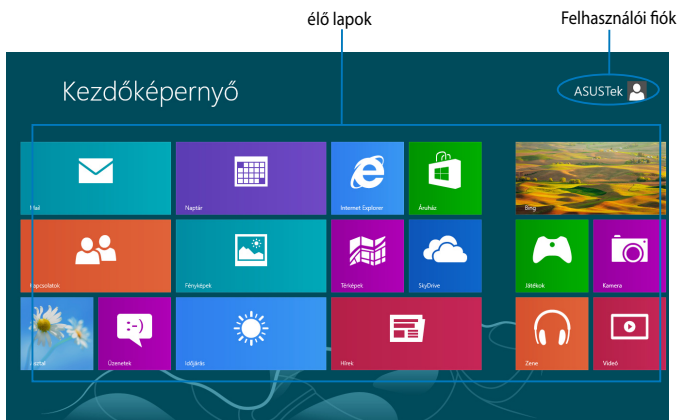 élő lapok
Felhasználói fiók
Kezdőképernyő
ASUSTek
Mail
Naptár
Internet Explorer
Áruház
Bing
Kapcsolatok
Fényképek
Térképek
SkyDrive
Játékok
Kamera
Asztal
Üzenetek
Időjárás
Hírek
Zene
Videó